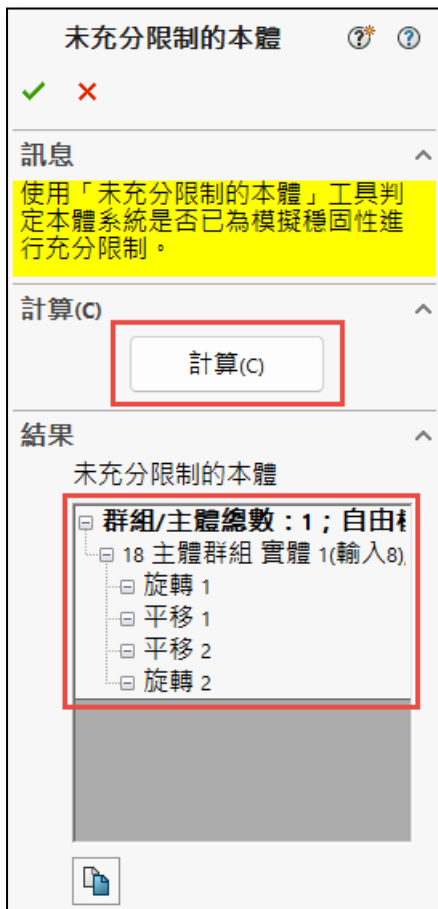 未充分限制的本體
訊息
使用「未充分限制的本體」工具判
定本體系統是否已為模擬穩固性進
行充分限制。
計算(C)
計算(C)
結果
未充分限制的本體
群組/主體總數：1；自由
18 主體群組 實體 1(輸入8)
旋轉 1
平移 1
平移 2
旋轉 2